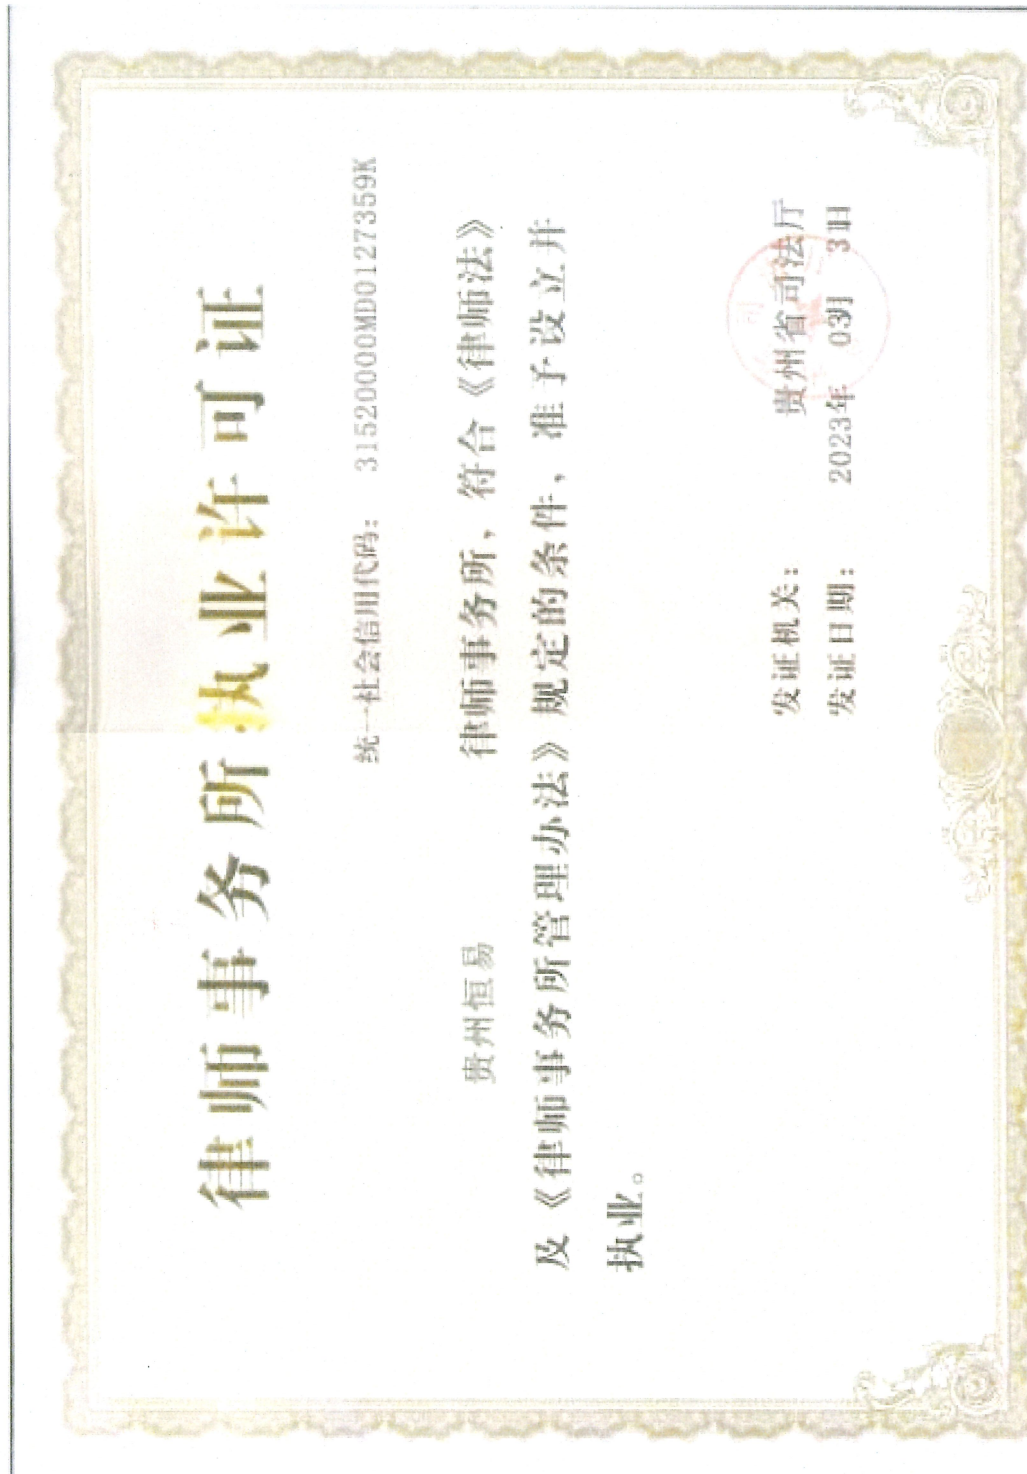 律师事务所执业许可证
统一社会信用代码： 31520000MD0127359K
贵州恒易 律师事务所，符合《律师法》
及《律师事务所管理办法》规定的条件，准予设立并
执业。
发证机关： 贵州省司法厅
发证日期： 2023年 03月 31日